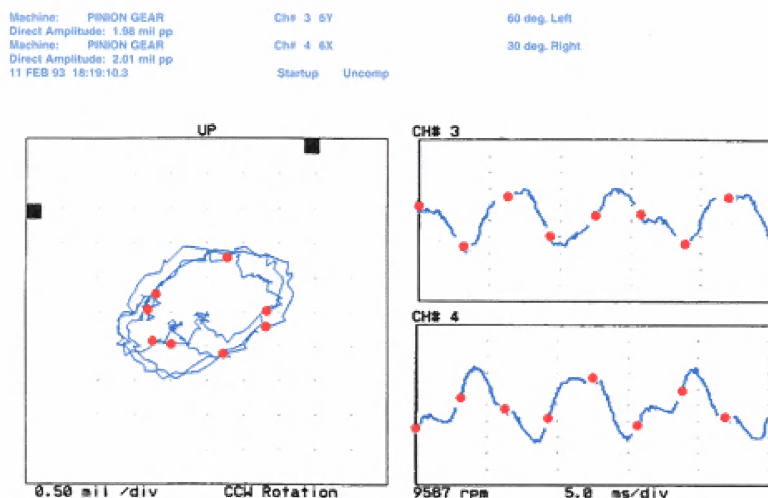 Machine: PINION GEAR Ch# 3 5Y 60 deg. Left
Direct Amplitude: 1.98 mil pp
Machine: PINION GEAR Ch# 4 6X 30 deg. Right
Direct Amplitude: 2.01 mil pp
11 FEB 93 18:19:10.3 Startup Uncomp
UP
CH# 3
CH# 4
0.50 mil /div CCW Rotation
9587 rpm 5.0 ms/div